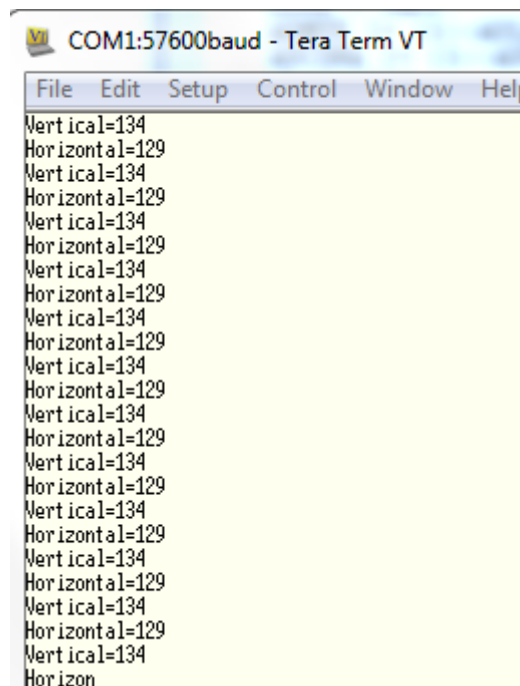 COM1:57600baud - Tera Term VT
File Edit Setup Control Window Help
Vertical=134
Horizontal=129
Vertical=134
Horizontal=129
Vertical=134
Horizontal=129
Vertical=134
Horizontal=129
Vertical=134
Horizontal=129
Vertical=134
Horizontal=129
Vertical=134
Horizontal=129
Vertical=134
Horizontal=129
Vertical=134
Horizontal=129
Vertical=134
Horizontal=129
Vertical=134
Horizontal=129
Vertical=134
Horizon